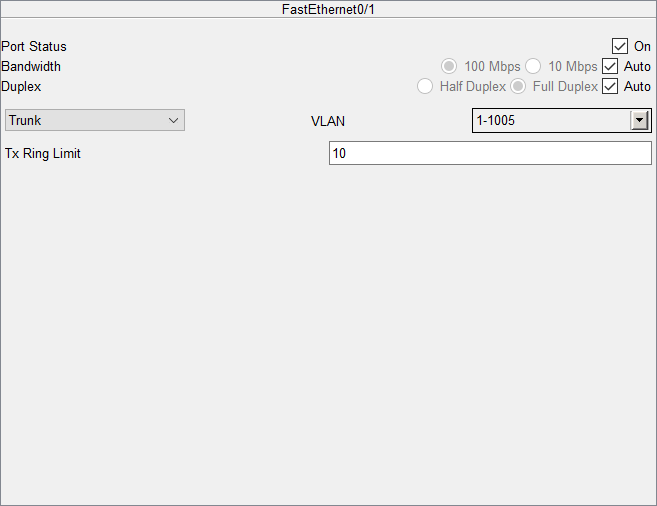 FastEthernet0/1
Port Status On
Bandwidth 100 Mbps 10 Mbps Auto
Duplex Half Duplex Full Duplex Auto
Trunk VLAN 1-1005
Tx Ring Limit 10